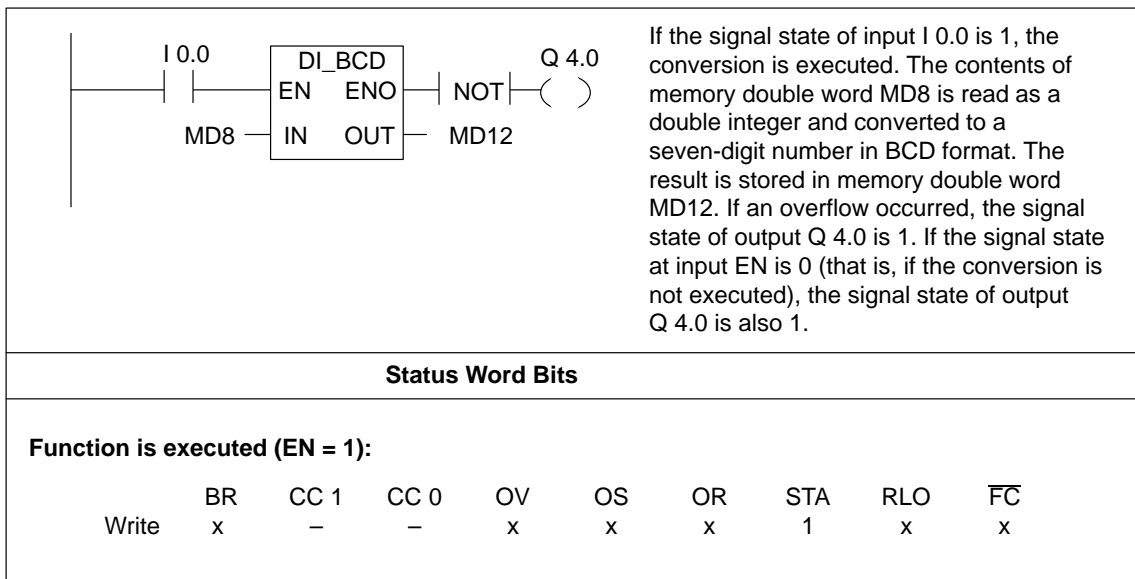 I 0.0
DI_BCD
Q 4.0
EN ENO
NOT
MD8
IN OUT
MD12
If the signal state of input I 0.0 is 1, the
conversion is executed. The contents of
memory double word MD8 is read as a
double integer and converted to a
seven-digit number in BCD format. The
result is stored in memory double word
MD12. If an overflow occurred, the signal
state of output Q 4.0 is 1. If the signal state
at input EN is 0 (that is, if the conversion is
not executed), the signal state of output
Q 4.0 is also 1.
Status Word Bits
Function is executed (EN = 1):
BR CC 1 CC 0 OV OS OR STA RLO F̅C̅
Write x – – x x x 1 x x